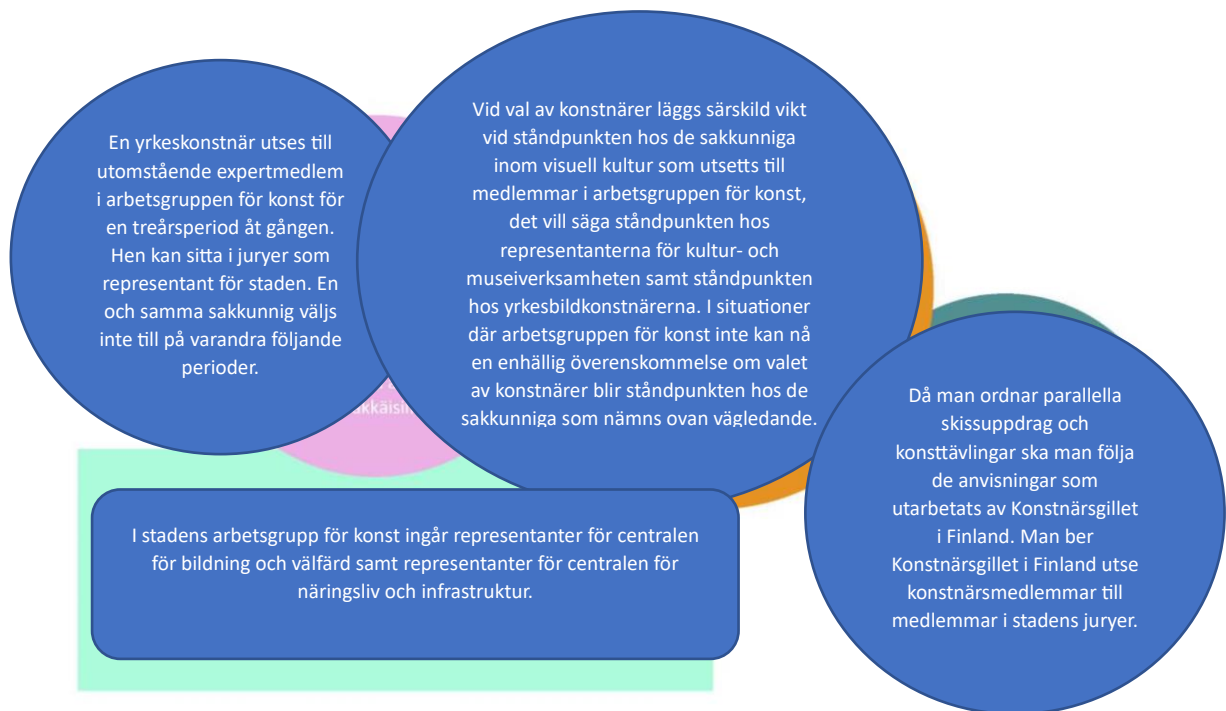 En yrkeskonstnär utses till
utomstående expertmedlem
i arbetsgruppen för konst för
en treårsperiod åt gången.
Hen kan sitta i juryer som
representant för staden. En
och samma sakkunnig väljs
inte till på varandra följande
perioder.
Vid val av konstnärer läggs särskild vikt
vid ståndpunkten hos de sakkunniga
inom visuell kultur som utsetts till
medlemmar i arbetsgruppen för konst,
det vill säga ståndpunkten hos
representanterna för kultur- och
museiverksamheten samt ståndpunkten
hos yrkesbildkonstnärerna. I situationer
där arbetsgruppen för konst inte kan nå
en enhällig överenskommelse om valet
av konstnärer blir ståndpunkten hos de
sakkunniga som nämns ovan vägledande.
Då man ordnar parallella
skissuppdrag och
konsttävlingar ska man följa
de anvisningar som
utarbetats av Konstnärsgillet
i Finland. Man ber
Konstnärsgillet i Finland utse
konstnärsmedlemmar till
medlemmar i stadens juryer.
I stadens arbetsgrupp för konst ingår representanter för centralen
för bildning och välfärd samt representanter för centralen för
näringsliv och infrastruktur.